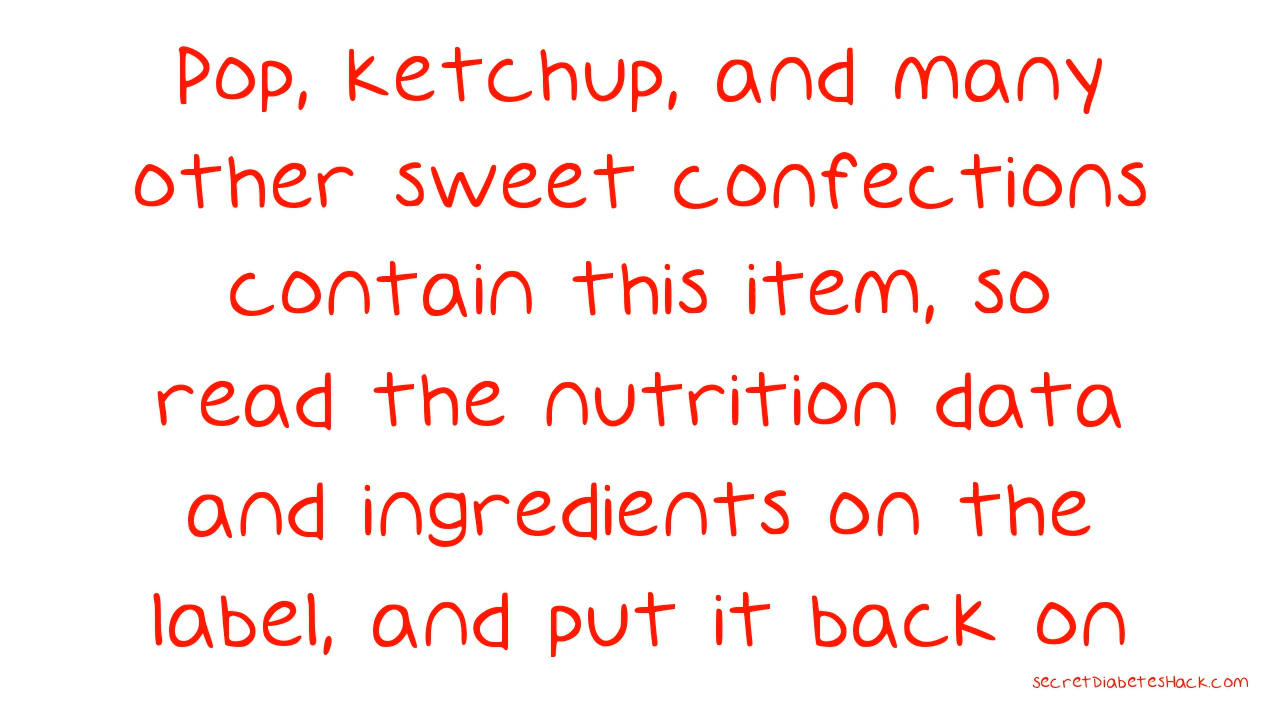 Pop, ketchup, and many
other sweet confections
contain this item, so
read the nutrition data
and ingredients on the
label, and put it back on
secretDiabetesHack.com